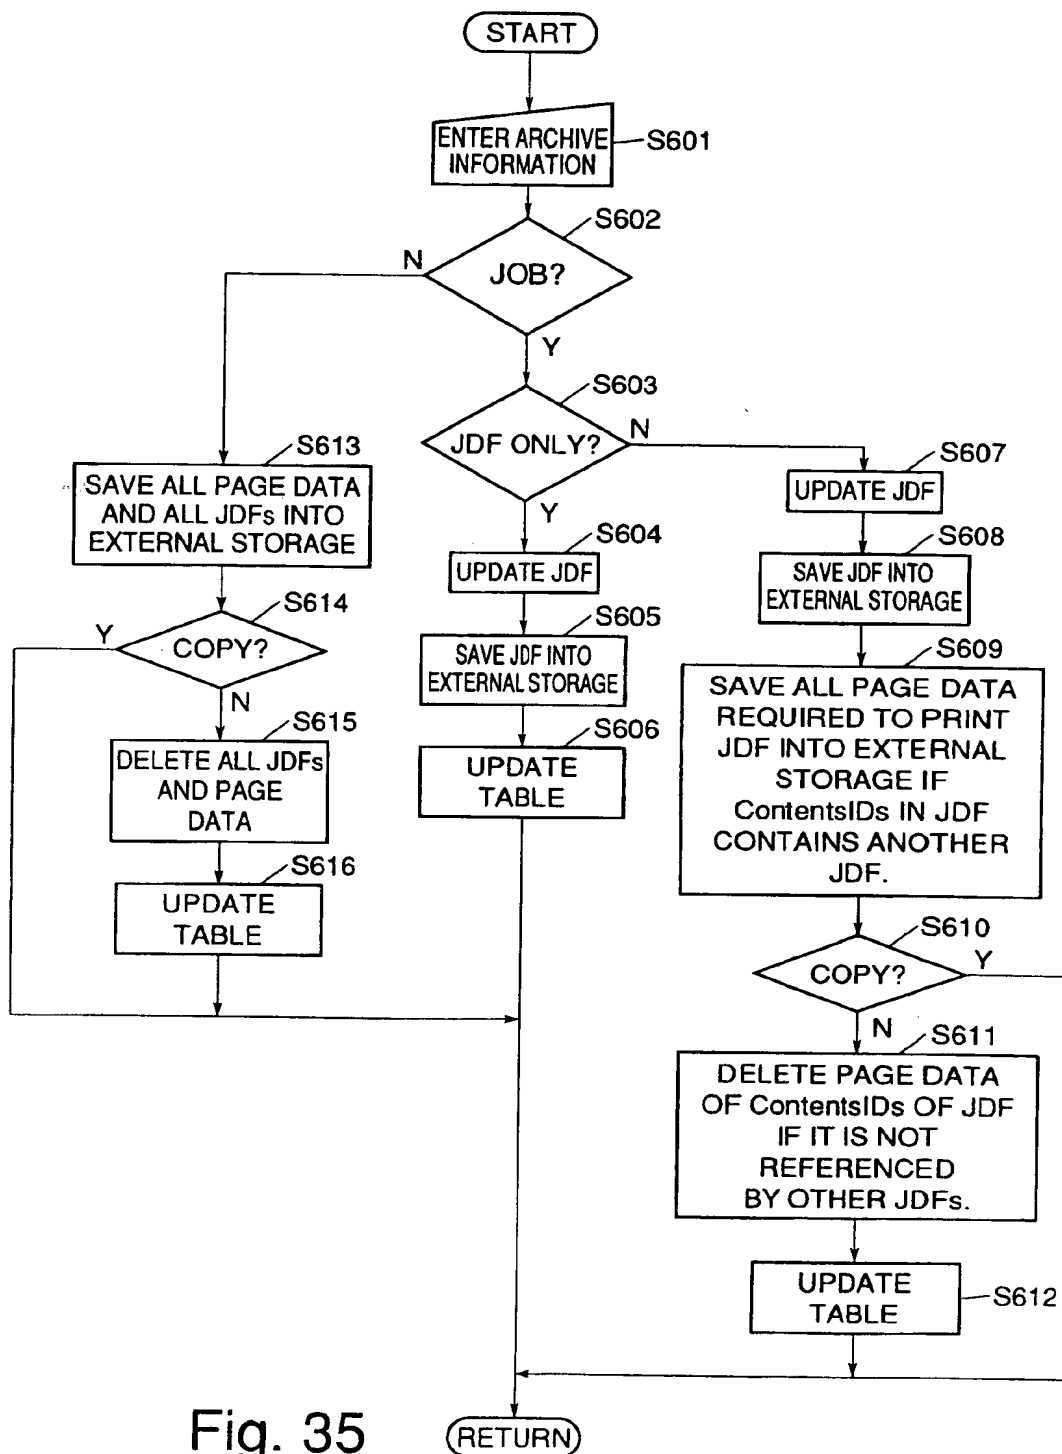 START
ENTER ARCHIVE
INFORMATION
S601
S602
N
JOB?
Y
S603
JDF ONLY?
N
Y
S613
SAVE ALL PAGE DATA
AND ALL JDFs INTO
EXTERNAL STORAGE
S614
Y
COPY?
N
S615
DELETE ALL JDFs
AND PAGE
DATA
S616
UPDATE
TABLE
S604
UPDATE JDF
S605
SAVE JDF INTO
EXTERNAL STORAGE
S606
UPDATE
TABLE
S607
UPDATE JDF
S608
SAVE JDF INTO
EXTERNAL STORAGE
S609
SAVE ALL PAGE DATA
REQUIRED TO PRINT
JDF INTO EXTERNAL
STORAGE IF
ContentsIDs IN JDF
CONTAINS ANOTHER
JDF.
S610
COPY?
Y
N
S611
DELETE PAGE DATA
OF ContentsIDs OF JDF
IF IT IS NOT
REFERENCED
BY OTHER JDFs.
UPDATE
TABLE
S612
Fig. 35
RETURN